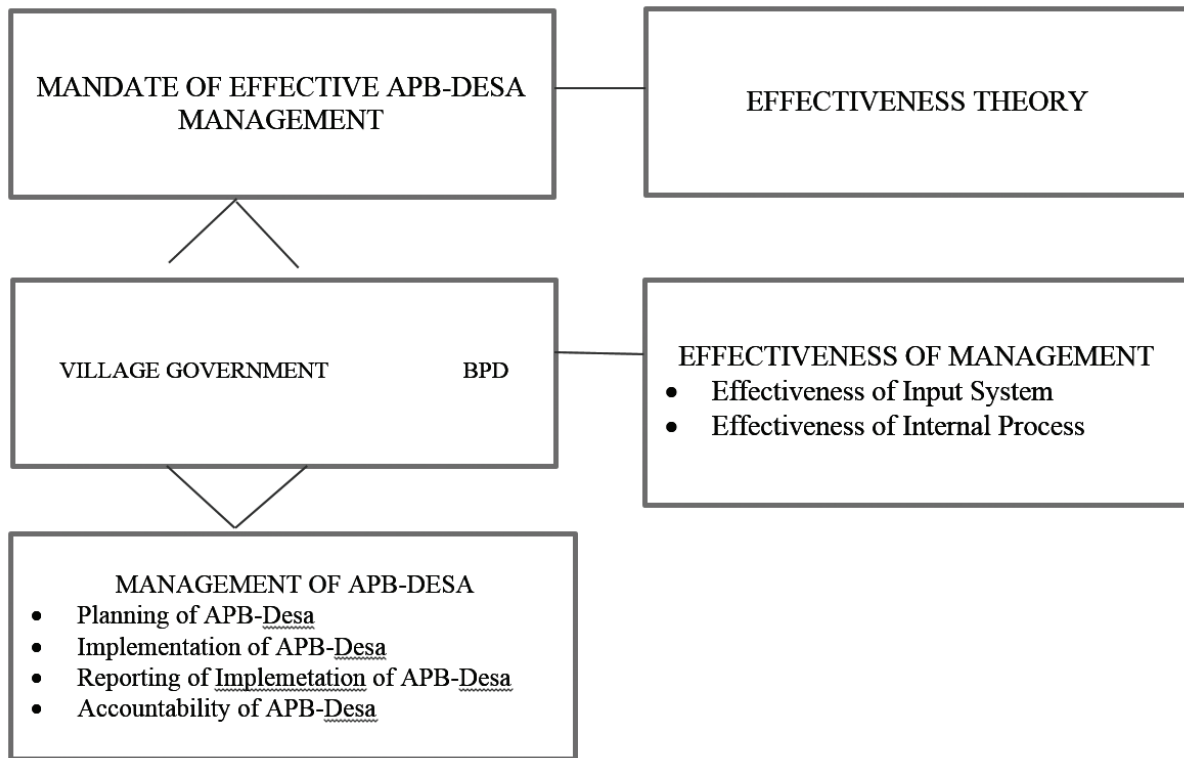 MANDATE OF EFFECTIVE APB-DESA
MANAGEMENT
EFFECTIVENESS THEORY
VILLAGE GOVERNMENT BPD
EFFECTIVENESS OF MANAGEMENT
• Effectiveness of Input System
• Effectiveness of Internal Process
MANAGEMENT OF APB-DESA
• Planning of APB-Desa
• Implementation of APB-Desa
• Reporting of Implemetation of APB-Desa
• Accountability of APB-Desa